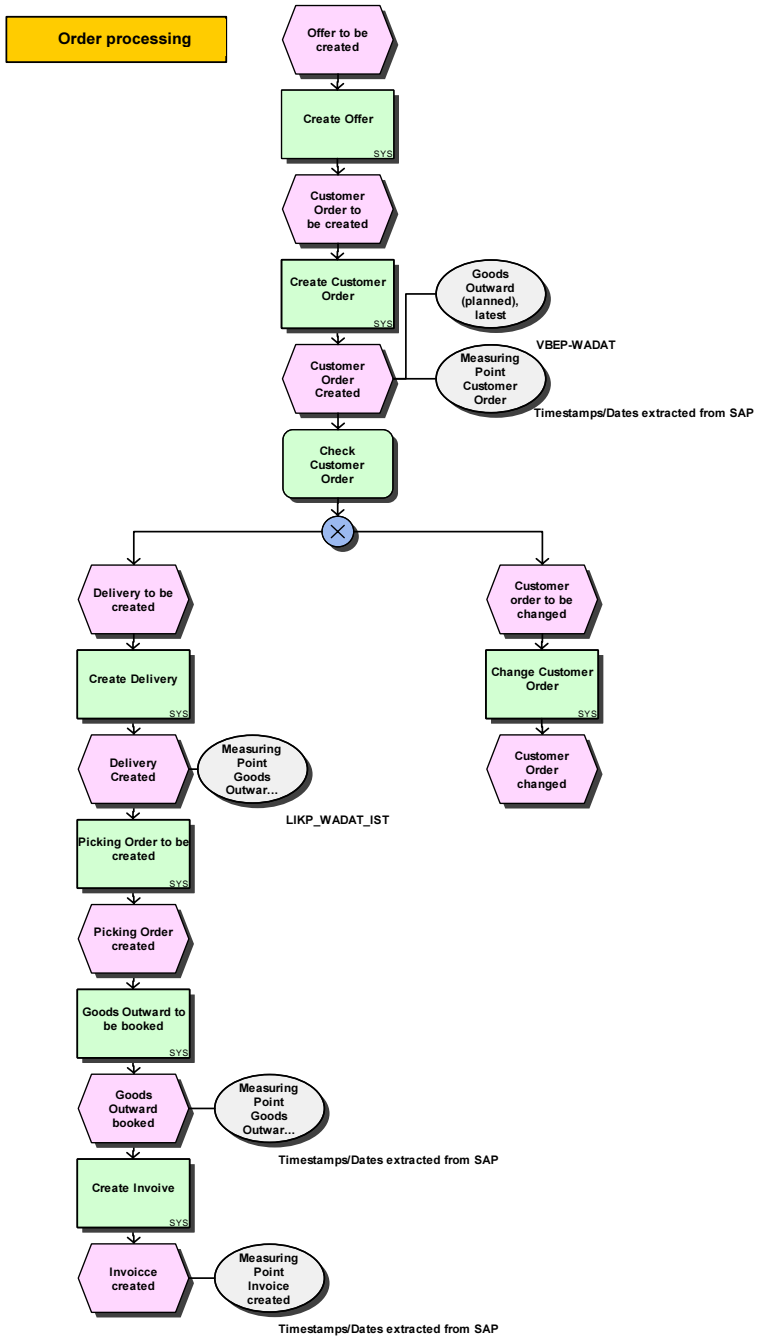 Order processing
Offer to be
created
Create Offer
SYS
Customer
Order to
be created
Create Customer
Order
SYS
Goods
Outward
(planned),
latest
VBEP-WADAT
Customer
Order
Created
Measuring
Point
Customer
Order
Timestamps/Dates extracted from SAP
Check
Customer
Order
Delivery to be
created
Customer
order to be
changed
Create Delivery
SYS
Change Customer
Order
SYS
Delivery
Created
Measuring
Point
Goods
Outwar...
LIKP_WADAT_IST
Customer
Order
changed
Picking Order to be
created
SYS
Picking Order
created
Goods Outward to
be booked
SYS
Goods
Outward
booked
Measuring
Point
Goods
Outwar...
Timestamps/Dates extracted from SAP
Create Invoive
SYS
Invoicce
created
Measuring
Point
Invoice
created
Timestamps/Dates extracted from SAP